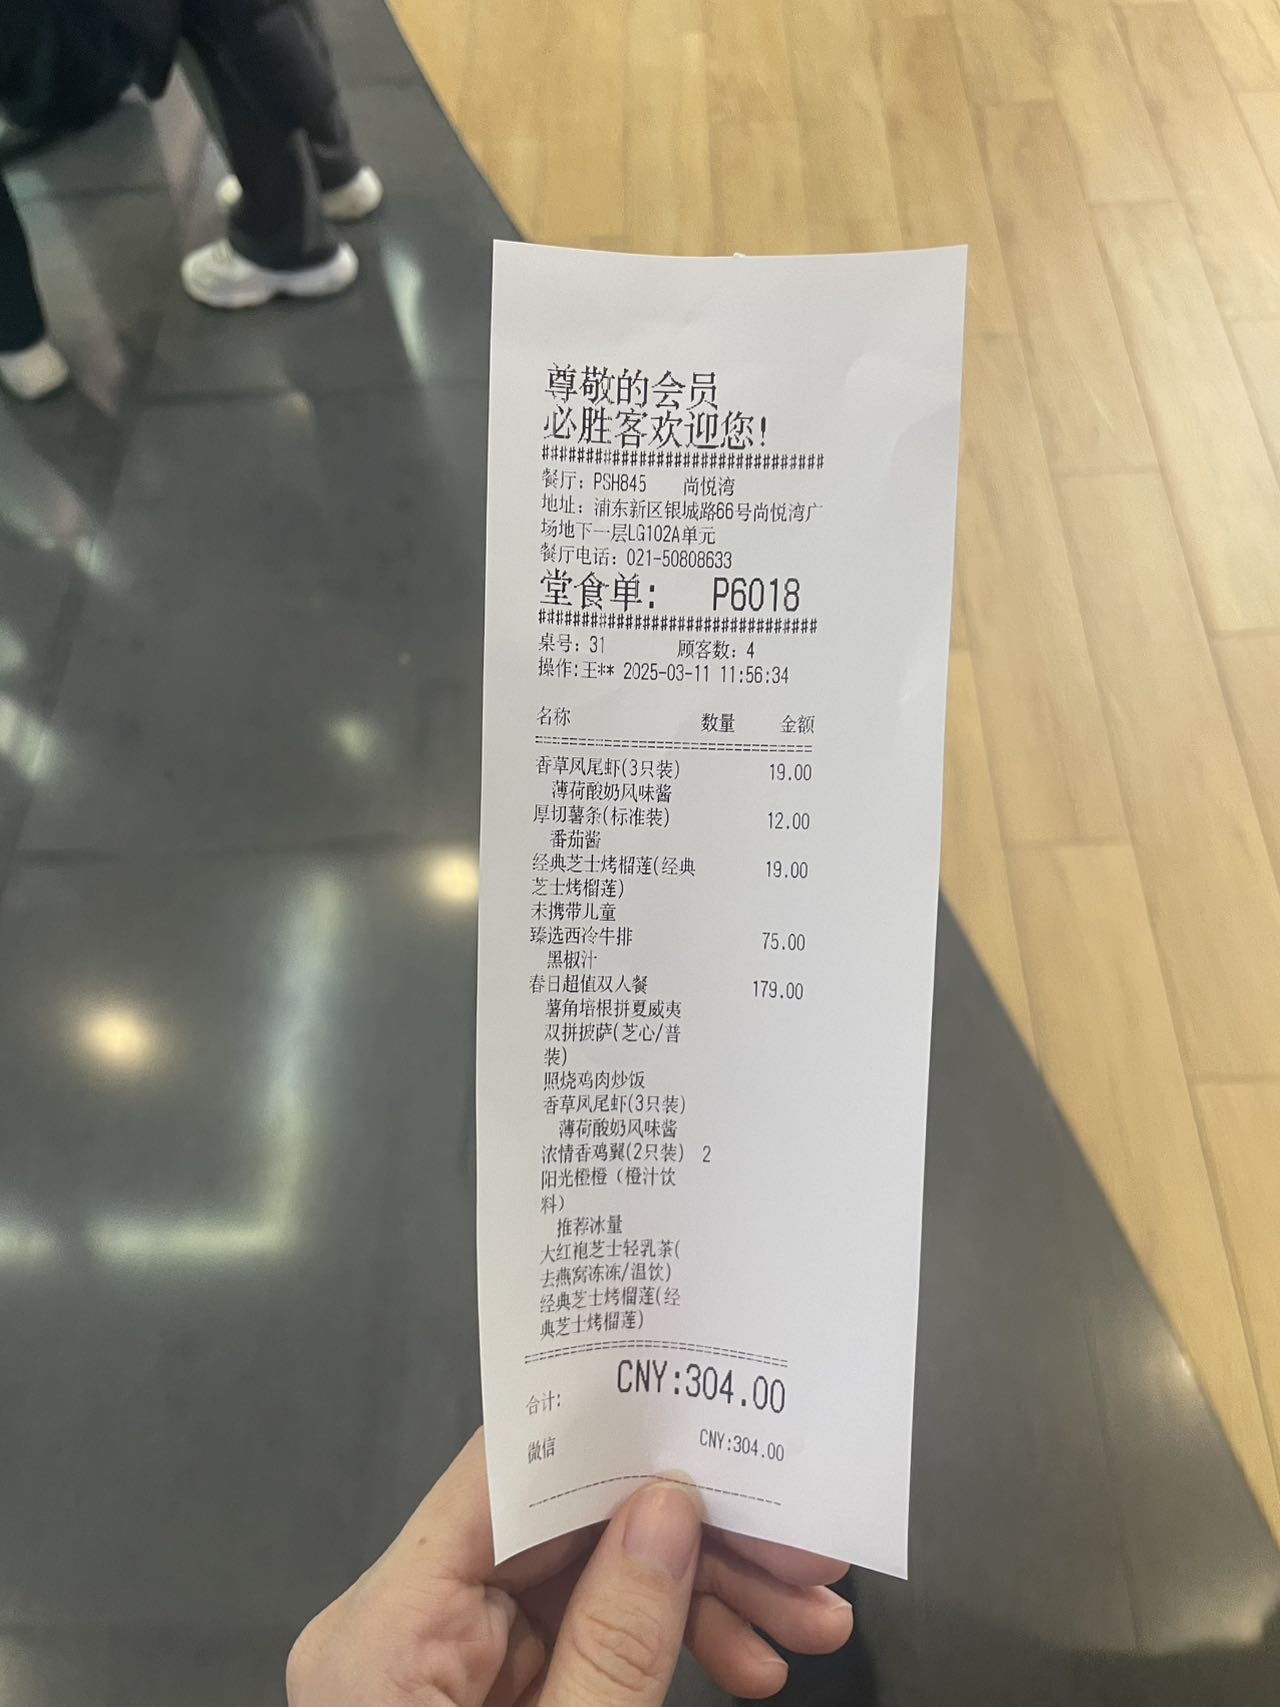 尊敬的会员
必胜客欢迎您!
################################
餐厅: PSH845 尚悦湾
地址: 浦东新区银城路66号尚悦湾广
场地下一层LG102A单元
餐厅电话: 021-50808633
堂食单: P6018
################################
桌号: 31 顾客数: 4
操作:王** 2025-03-11 11:56:34
名称 数量 金额
================================
香草凤尾虾(3只装) 19.00
薄荷酸奶风味酱
厚切薯条(标准装) 12.00
番茄酱
经典芝士烤榴莲(经典 19.00
芝士烤榴莲)
未携带儿童
臻选西冷牛排 75.00
黑椒汁
春日超值双人餐 179.00
薯角培根拼夏威夷
双拼披萨(芝心/普
装)
照烧鸡肉炒饭
香草凤尾虾(3只装)
薄荷酸奶风味酱
浓情香鸡翼(2只装) 2
阳光橙橙（橙汁饮
料）
推荐冰量
大红袍芝士轻乳茶(
去燕窝冻冻/温饮)
经典芝士烤榴莲(经
典芝士烤榴莲)
================================
合计: CNY:304.00
微信 CNY:304.00
--------------------------------